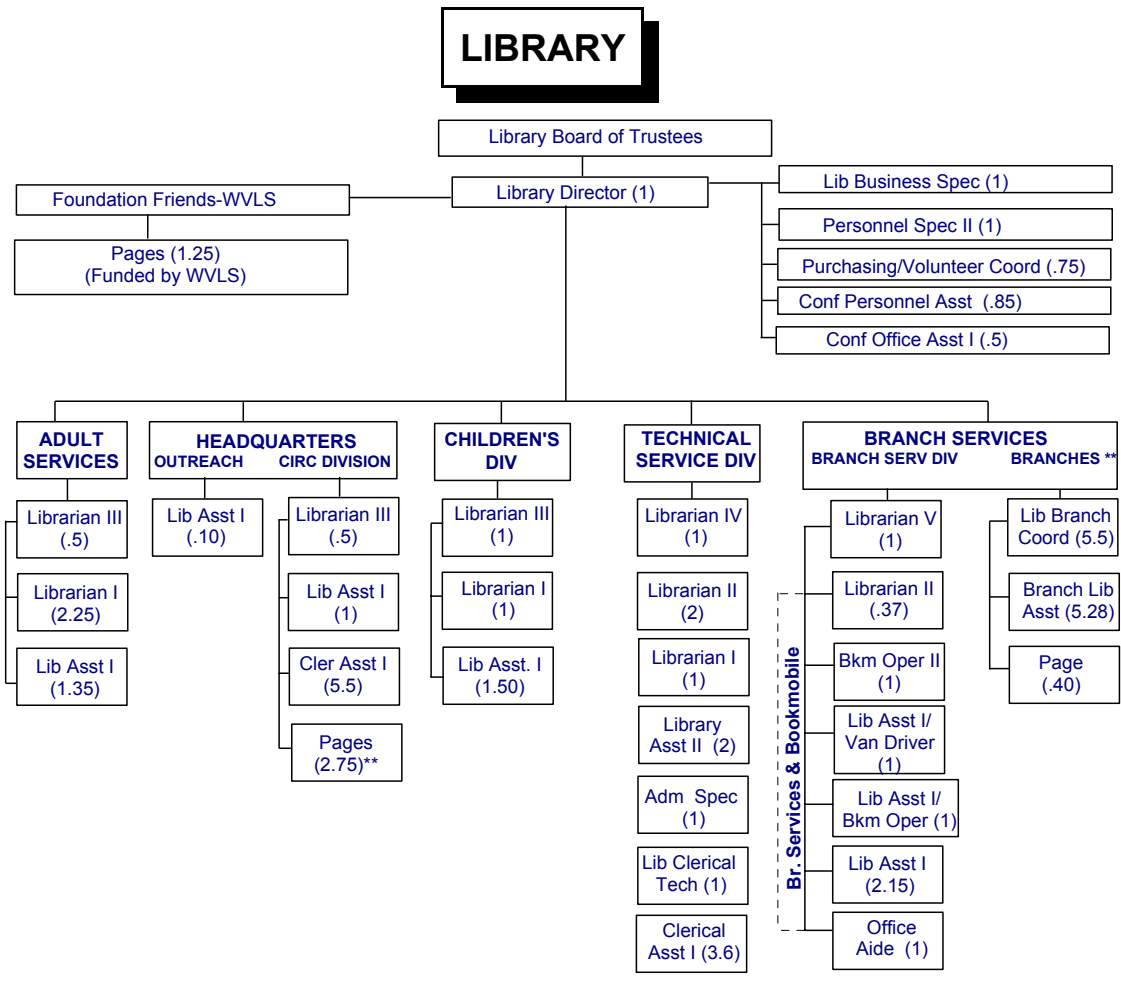 LIBRARY
Library Board of Trustees
Library Director (1)
Foundation Friends-WVLS
Pages (1.25)
(Funded by WVLS)
Lib Business Spec (1)
Personnel Spec II (1)
Purchasing/Volunteer Coord (.75)
Conf Personnel Asst (.85)
Conf Office Asst I (.5)
ADULT
SERVICES
Librarian III
(.5)
Librarian I
(2.25)
Lib Asst I
(1.35)
HEADQUARTERS
OUTREACH CIRC DIVISION
Lib Asst I
(.10)
Librarian III
(.5)
Lib Asst I
(1)
Cler Asst I
(5.5)
Pages
(2.75)**
CHILDREN'S
DIV
Librarian III
(1)
Librarian I
(1)
Lib Asst. I
(1.50)
TECHNICAL
SERVICE DIV
Librarian IV
(1)
Librarian II
(2)
Librarian I
(1)
Library
Asst II (2)
Adm Spec
(1)
Lib Clerical
Tech (1)
Clerical
Asst I (3.6)
BRANCH SERVICES
BRANCH SERV DIV BRANCHES **
Br. Services & Bookmobile
Librarian V
(1)
Librarian II
(.37)
Bkm Oper II
(1)
Lib Asst I/
Van Driver
(1)
Lib Asst I/
Bkm Oper (1)
Lib Asst I
(2.15)
Office
Aide (1)
Lib Branch
Coord (5.5)
Branch Lib
Asst (5.28)
Page
(.40)